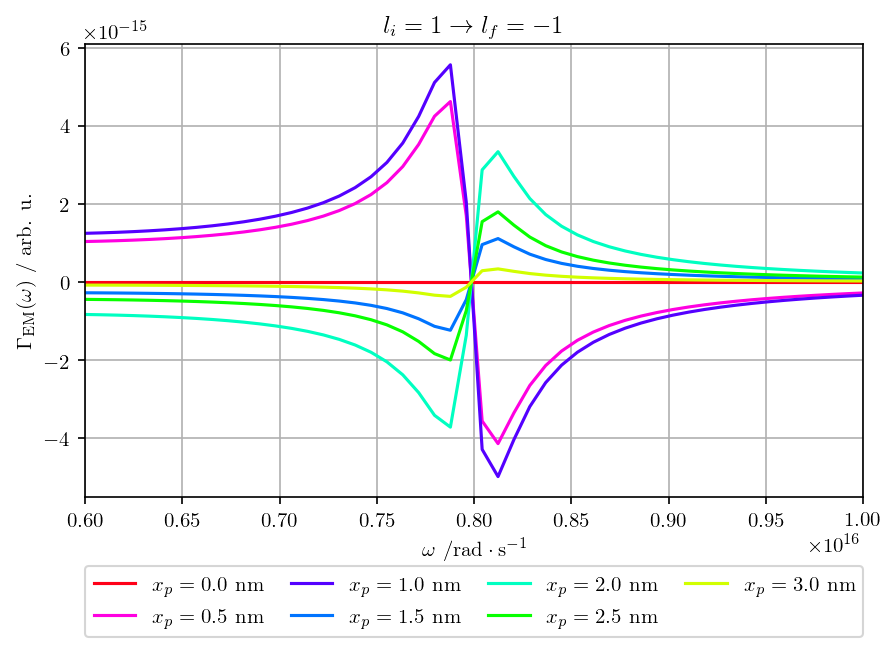 ×10⁻¹⁵
lᵢ = 1 → l_f = −1
6
4
2
0
−2
−4
Γ_EM(ω) / arb. u.
0.60 0.65 0.70 0.75 0.80 0.85 0.90 0.95 1.00
ω /rad · s⁻¹
×10¹⁶
x_p = 0.0 nm x_p = 1.0 nm x_p = 2.0 nm x_p = 3.0 nm
x_p = 0.5 nm x_p = 1.5 nm x_p = 2.5 nm